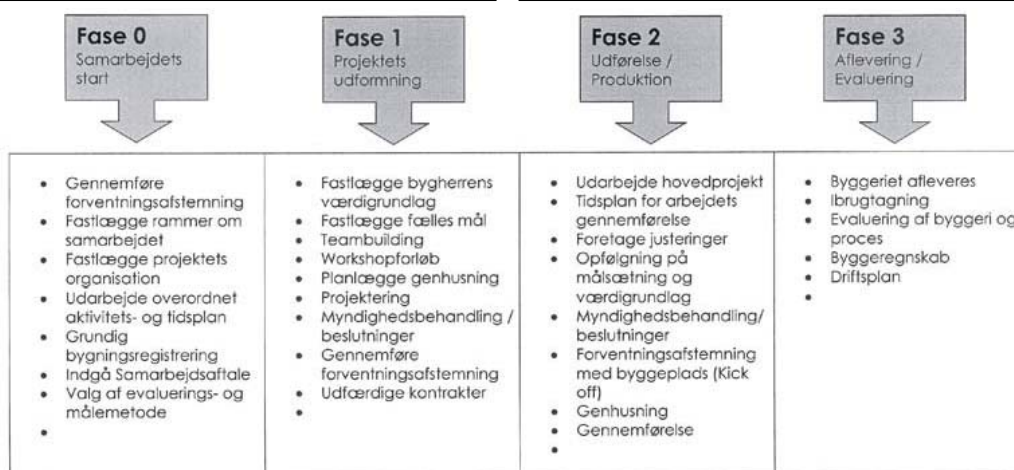 Fase 0
Samarbejdets
start
Fase 1
Projektets
udformning
Fase 2
Udførelse /
Produktion
Fase 3
Aflevering /
Evaluering
• Gennemføre
forventningsafstemning
• Fastlægge rammer om
samarbejdet
• Fastlægge projektets
organisation
• Udarbejde overordnet
aktivitets- og tidsplan
• Grundig
bygningsregistrering
• Indgå Samarbejdsaftale
• Valg af evaluerings- og
målemetode
•
• Fastlægge bygherrens
værdigrundlag
• Fastlægge fælles mål
• Teambuilding
• Workshopforløb
• Planlægge genhusning
• Projektering
• Myndighedsbehandling /
beslutninger
• Gennemføre
forventningsafstemning
• Udfærdige kontrakter
•
• Udarbejde hovedprojekt
• Tidsplan for arbejdets
gennemførelse
• Foretage justeringer
• Opfølgning på
målsætning og
værdigrundlag
• Myndighedsbehandling/
beslutninger
• Forventningsafstemning
med byggeplads (Kick
off)
• Genhusning
• Gennemførelse
•
• Byggeriet afleveres
• Ibrugtagning
• Evaluering af byggeri og
proces
• Byggeregnskab
• Driftsplan
•